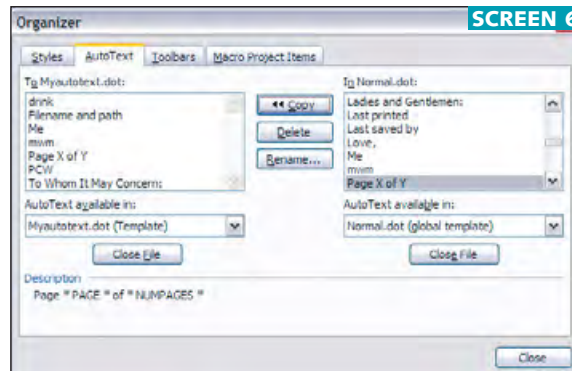 Organizer
SCREEN 6
Styles
AutoText
Toolbars
Macro Project Items
To Myautotext.dot:
drink
Filename and path
Me
mwm
Page X of Y
PCW
To Whom It May Concern:
AutoText available in:
Myautotext.dot (Template)
Close File
Copy
Delete
Rename...
In Normal.dot:
Ladies and Gentlemen:
Last printed
Last saved by
Love,
Me
mwm
Page X of Y
AutoText available in:
Normal.dot (global template)
Close File
Description
Page " PAGE " of " NUMPAGES "
Close